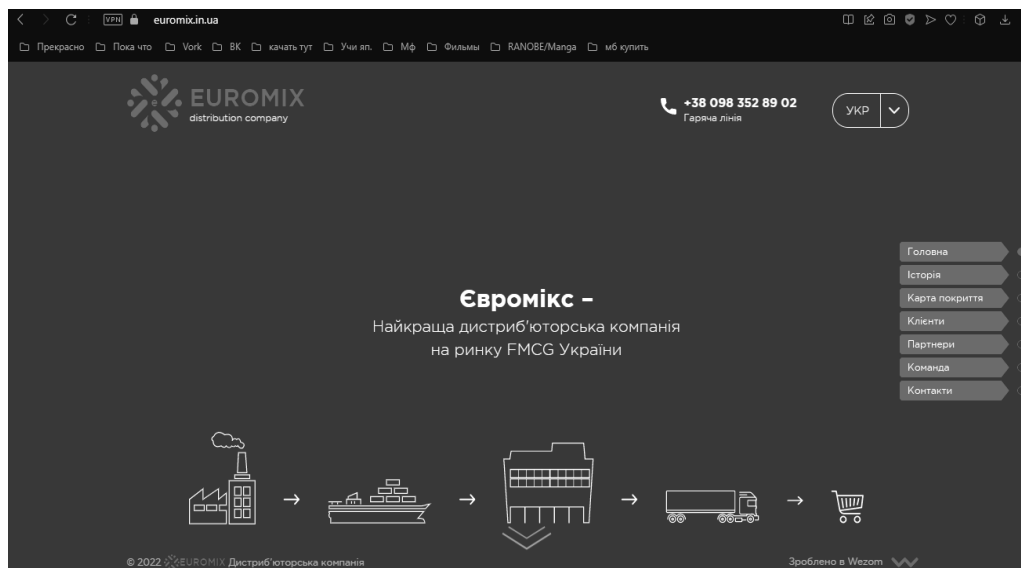 VPN
euromix.in.ua
Прекрасно Пока что Vork ВК качать тут Учи яп. Мф Фильмы RANOBE/Manga мб купить
EUROMIX
distribution company
+38 098 352 89 02
Гаряча лінія
УКР
Головна
Історія
Карта покриття
Клієнти
Партнери
Команда
Контакти
Євромікс –
Найкраща дистриб'юторська компанія
на ринку FMCG України
© 2022 EUROMIX Дистриб'юторська компанія
Зроблено в Wezom